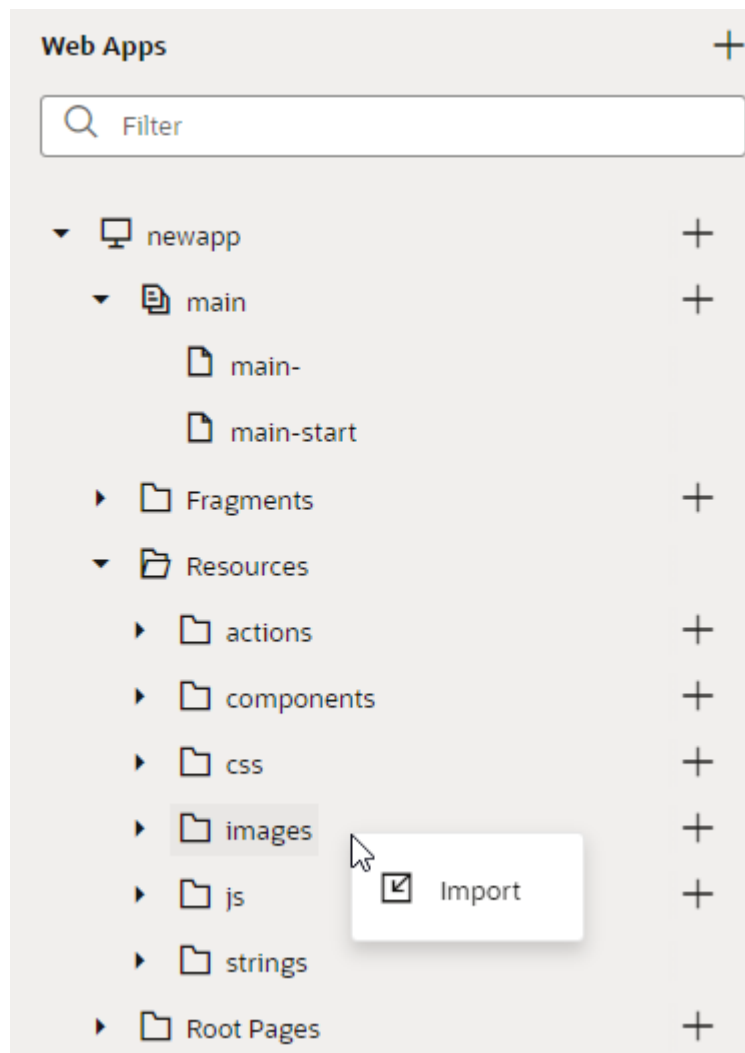 Web Apps
Filter
newapp
main
main-
main-start
Fragments
Resources
actions
components
css
images
Import
js
strings
Root Pages